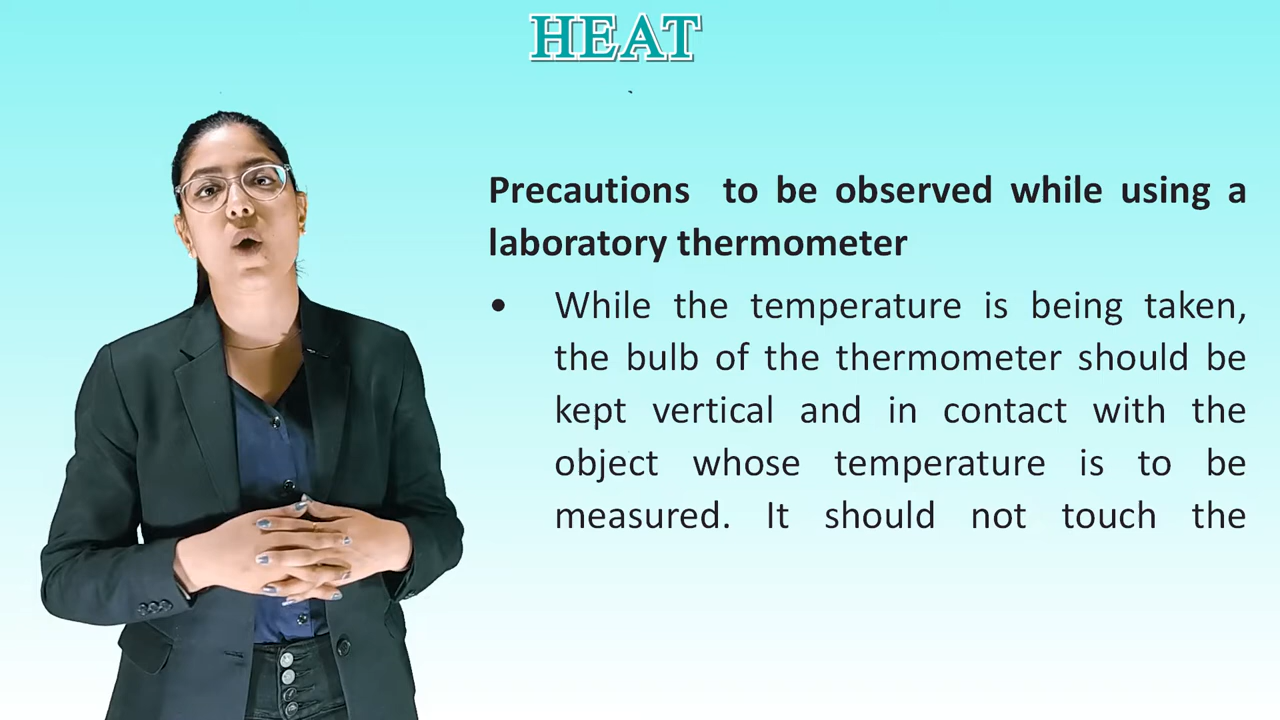 HEAT
Precautions to be observed while using a
laboratory thermometer
• While the temperature is being taken,
the bulb of the thermometer should be
kept vertical and in contact with the
object whose temperature is to be
measured. It should not touch the